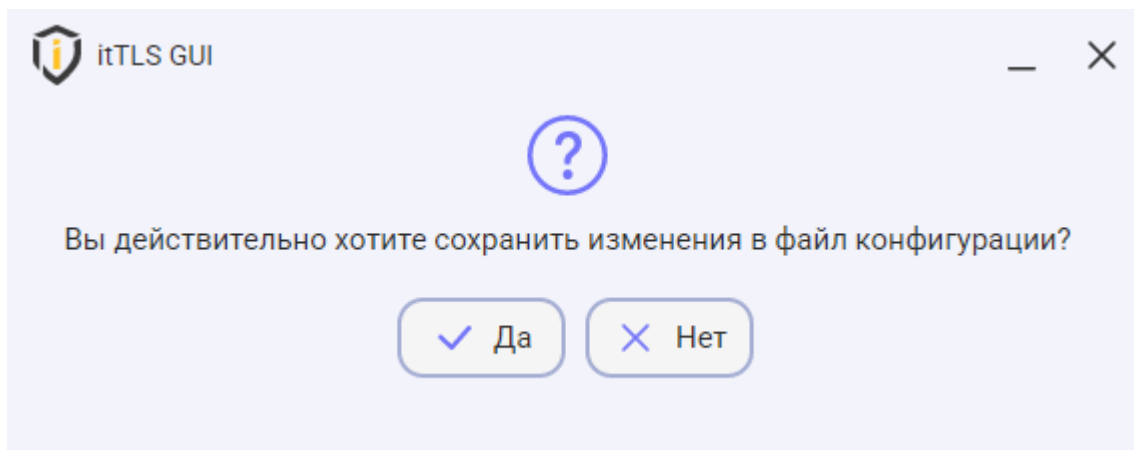 itTLS GUI
Вы действительно хотите сохранить изменения в файл конфигурации?
Да Нет